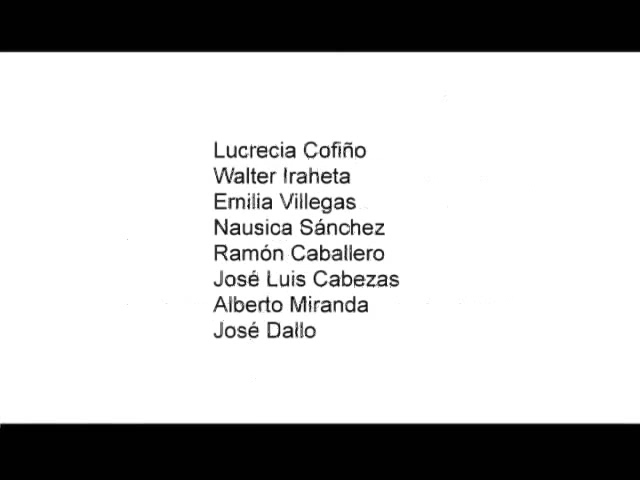 Lucrecia Cofiño
Walter Iraheta
Emilia Villegas
Nausica Sánchez
Ramón Caballero
José Luis Cabezas
Alberto Miranda
José Dallo